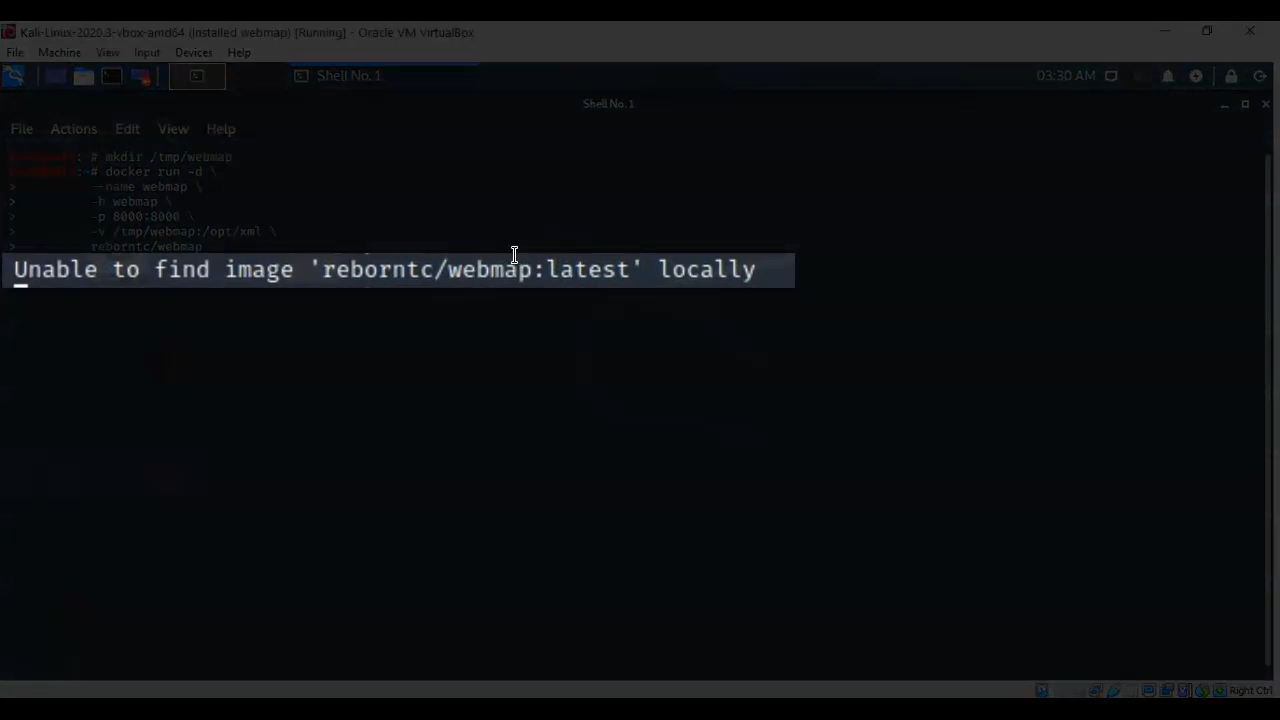 Kali-Linux-2020.3-vbox-amd64 (Installed webmap) [Running] - Oracle VM VirtualBox
File Machine View Input Devices Help
Shell No. 1 03:30 AM
Shell No. 1
File Actions Edit View Help
:~# mkdir /tmp/webmap
:~# docker run -d \
> --name webmap \
> -h webmap \
> -p 8000:8000 \
> -v /tmp/webmap:/opt/xml \
> reborntc/webmap
Unable to find image 'reborntc/webmap:latest' locally
Right Ctrl